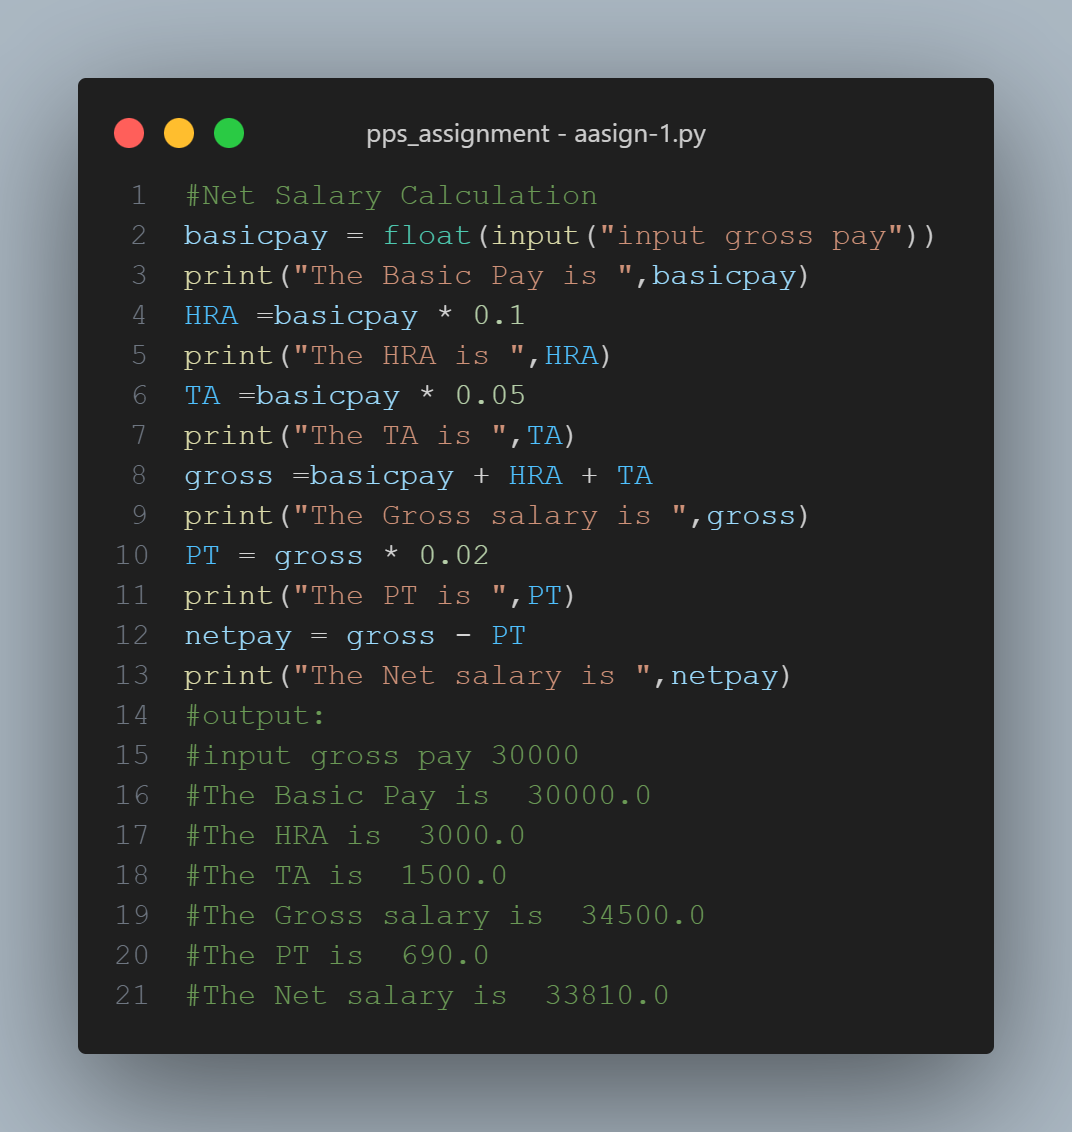 pps_assignment - aasign-1.py
1 #Net Salary Calculation
2 basicpay = float(input("input gross pay"))
3 print("The Basic Pay is ",basicpay)
4 HRA =basicpay * 0.1
5 print("The HRA is ",HRA)
6 TA =basicpay * 0.05
7 print("The TA is ",TA)
8 gross =basicpay + HRA + TA
9 print("The Gross salary is ",gross)
10 PT = gross * 0.02
11 print("The PT is ",PT)
12 netpay = gross - PT
13 print("The Net salary is ",netpay)
14 #output:
15 #input gross pay 30000
16 #The Basic Pay is  30000.0
17 #The HRA is  3000.0
18 #The TA is  1500.0
19 #The Gross salary is  34500.0
20 #The PT is  690.0
21 #The Net salary is  33810.0